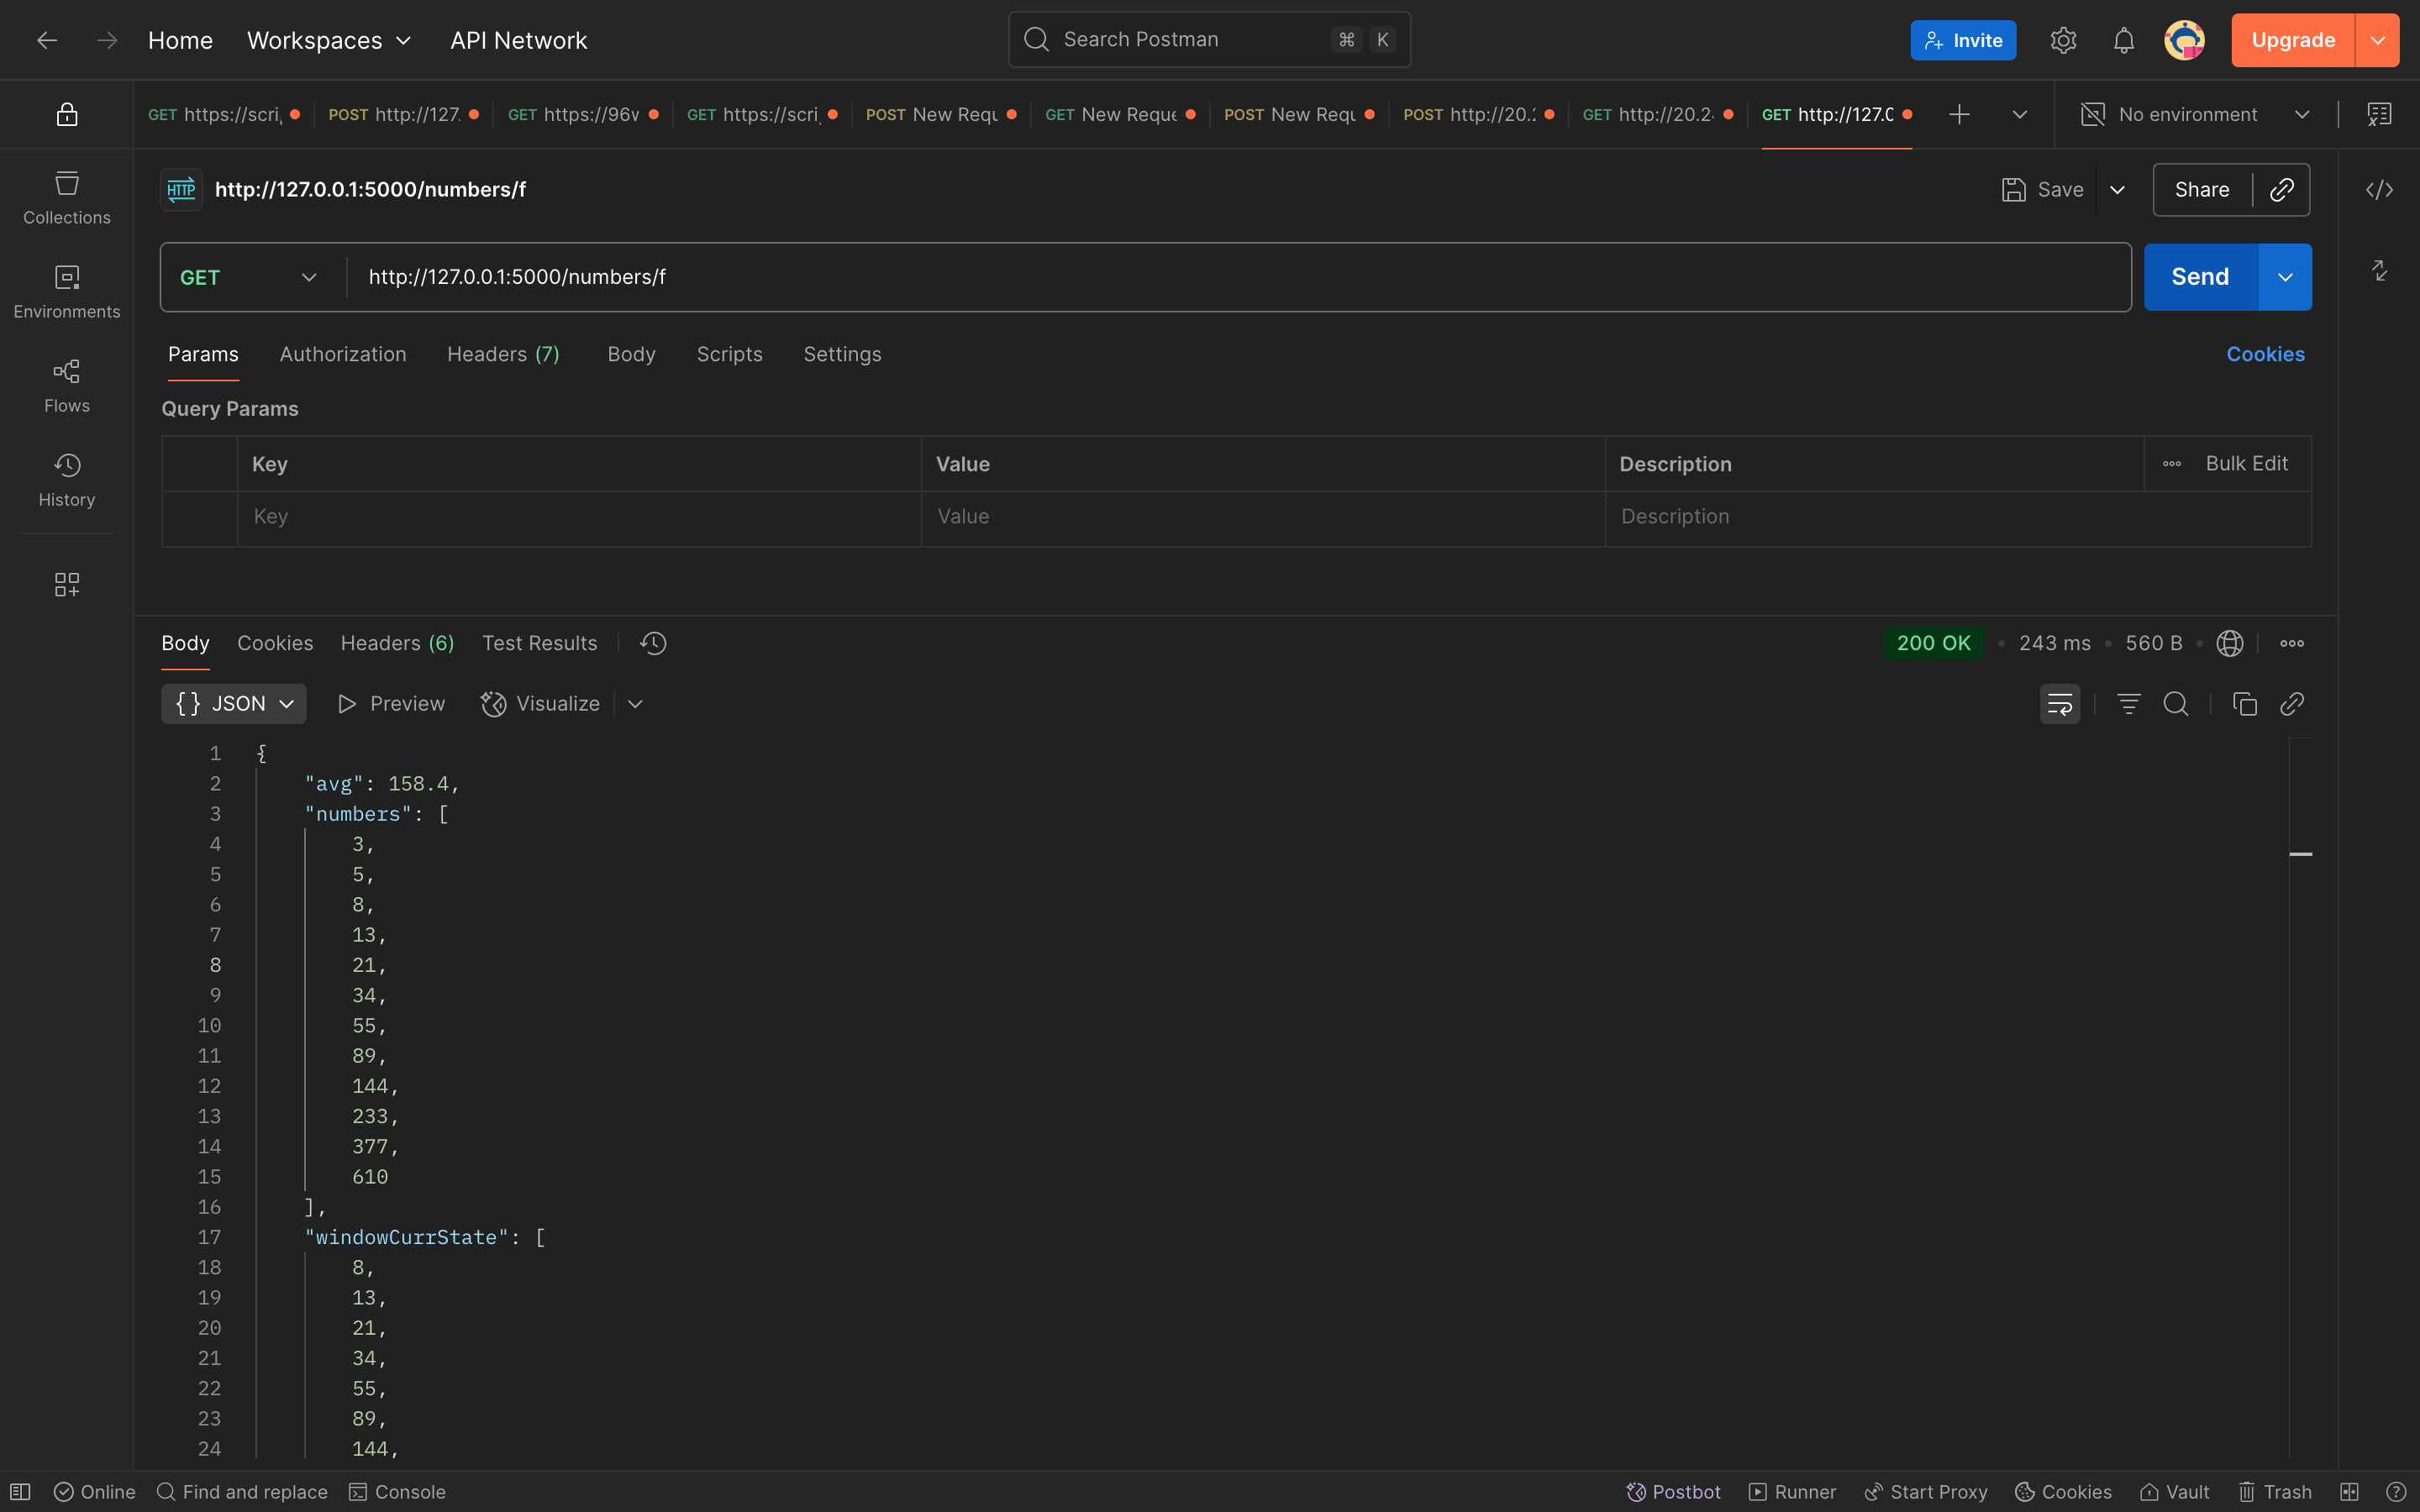 Home Workspaces API Network Search Postman ⌘ K Invite Upgrade
GET https://scri POST http://127. GET https://96v GET https://scri POST New Requ GET New Reque POST New Requ POST http://20.2 GET http://20.2 GET http://127.0 No environment
HTTP http://127.0.0.1:5000/numbers/f Save Share
GET http://127.0.0.1:5000/numbers/f Send
Params Authorization Headers (7) Body Scripts Settings Cookies
Collections
Environments
Flows
History
Query Params
Key Value Description Bulk Edit
Key Value Description
Body Cookies Headers (6) Test Results 200 OK 243 ms 560 B
{} JSON Preview Visualize
1 {
2 "avg": 158.4,
3 "numbers": [
4 3,
5 5,
6 8,
7 13,
8 21,
9 34,
10 55,
11 89,
12 144,
13 233,
14 377,
15 610
16 ],
17 "windowCurrState": [
18 8,
19 13,
20 21,
21 34,
22 55,
23 89,
24 144,
Online Find and replace Console Postbot Runner Start Proxy Cookies Vault Trash